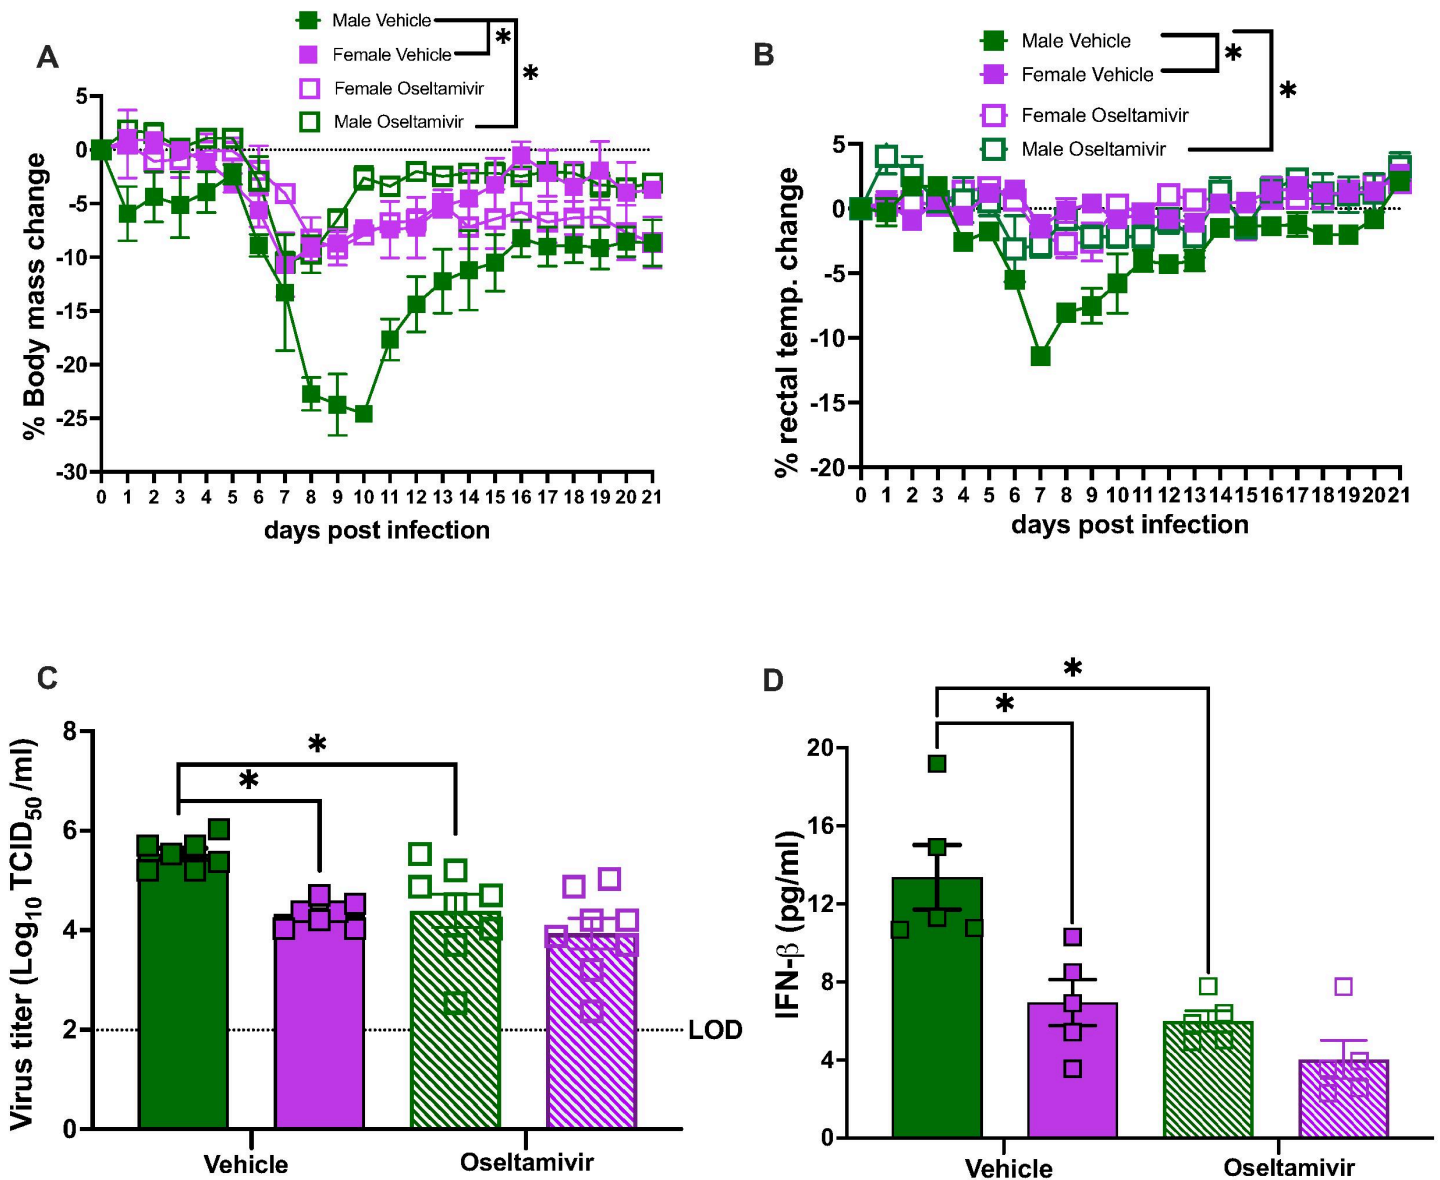 A
Male Vehicle
Female Vehicle
Female Oseltamivir
Male Oseltamivir
*
*
% Body mass change
5
0
-5
-10
-15
-20
-25
-30
0 1 2 3 4 5 6 7 8 9 10 11 12 13 14 15 16 17 18 19 20 21
days post infection
B
Male Vehicle
Female Vehicle
Female Oseltamivir
Male Oseltamivir
*
*
% rectal temp. change
5
0
-5
-10
-15
-20
0 1 2 3 4 5 6 7 8 9 10 11 12 13 14 15 16 17 18 19 20 21
days post infection
C
Virus titer (Log10 TCID50 /ml)
8
6
4
2
0
*
*
LOD
Vehicle Oseltamivir
D
IFN-β (pg/ml)
20
16
12
8
4
0
*
*
Vehicle Oseltamivir